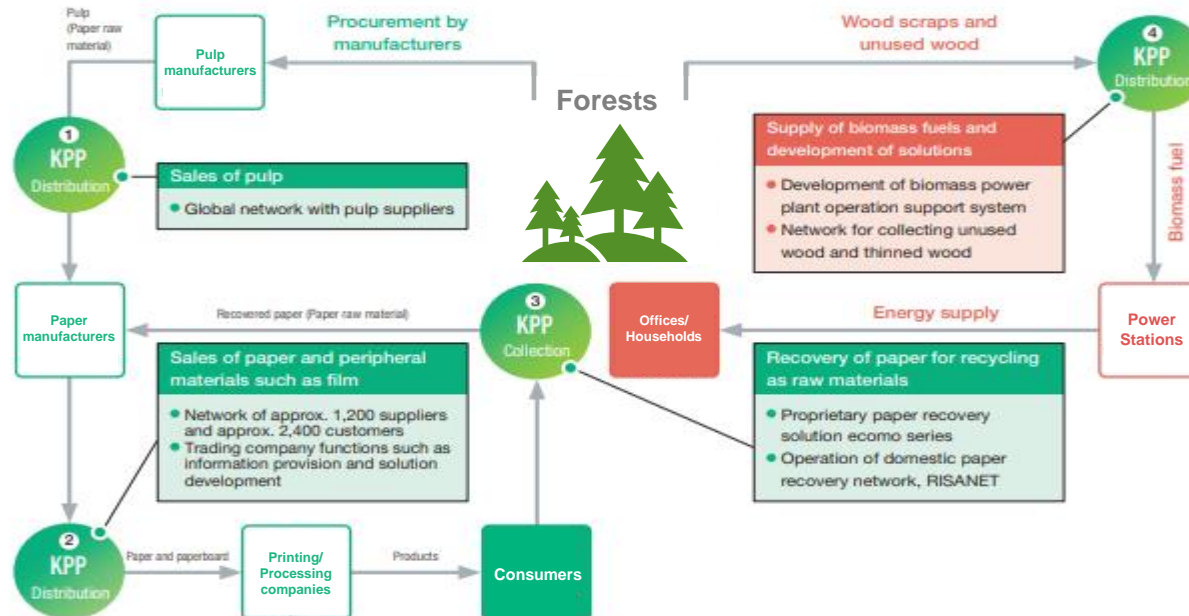 Pulp
(Paper raw
material)
Pulp
manufacturers
Procurement by
manufacturers
Forests
Wood scraps and
unused wood
4
KPP
Distribution
1
KPP
Distribution
Sales of pulp
● Global network with pulp suppliers
Supply of biomass fuels and
development of solutions
● Development of biomass power
plant operation support system
● Network for collecting unused
wood and thinned wood
Biomass fuel
Paper
manufacturers
Recovered paper (Paper raw material)
3
KPP
Collection
Offices/
Households
Energy supply
Power
Stations
Sales of paper and peripheral
materials such as film
● Network of approx. 1,200 suppliers
and approx. 2,400 customers
● Trading company functions such as
information provision and solution
development
Recovery of paper for recycling
as raw materials
● Proprietary paper recovery
solution ecomo series
● Operation of domestic paper
recovery network, RISANET
2
KPP
Distribution
Paper and paperboard
Printing/
Processing
companies
Products
Consumers